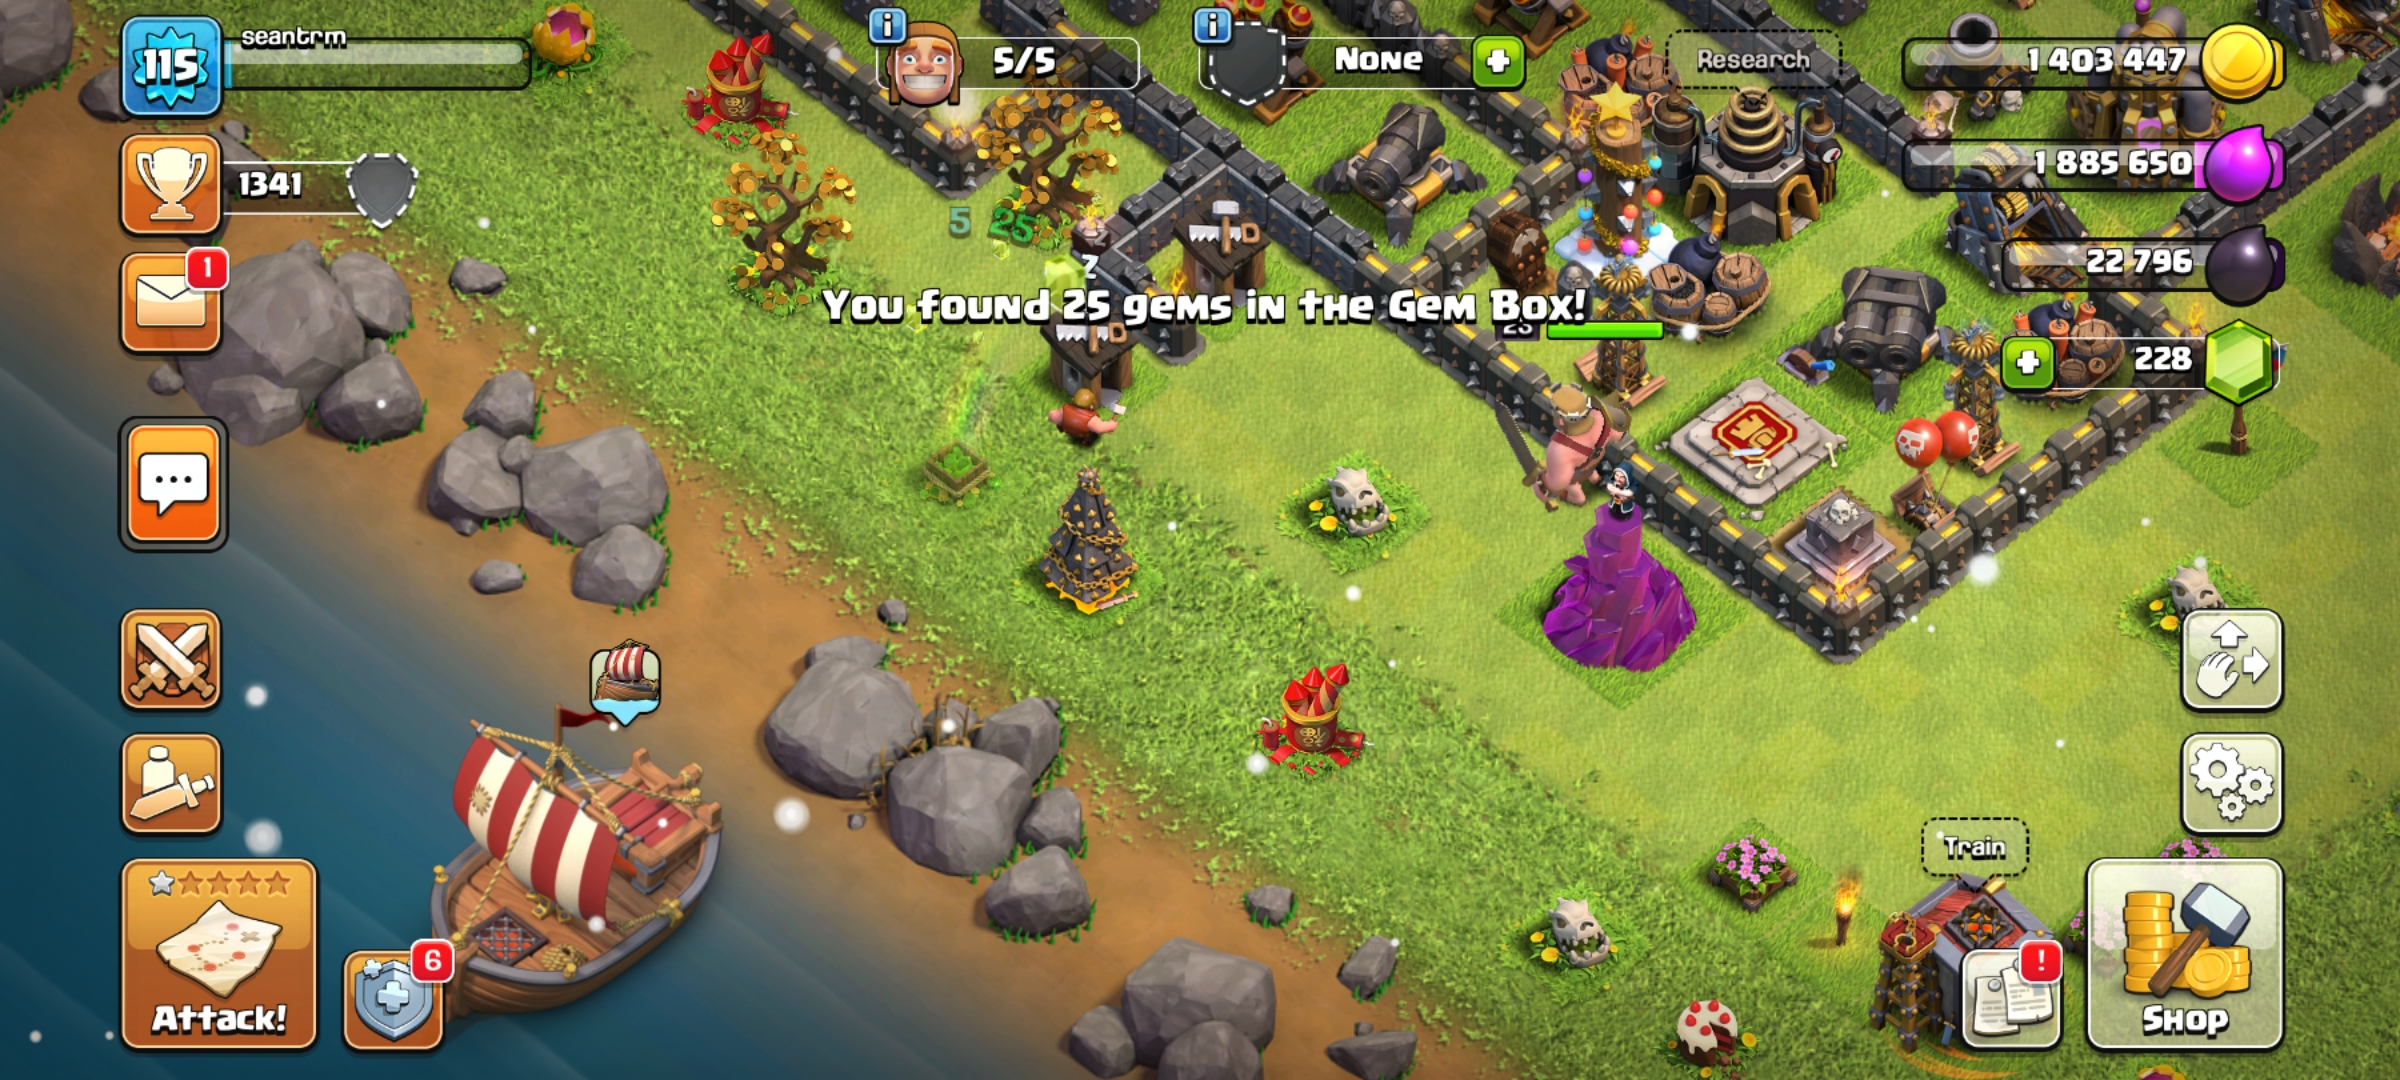 seantrm
115
5/5
None
Research
1 403 447
1341
1 885 650
5 25
1
22 796
Z
z
You found 25 gems in the Gem Box!
25
228
Train
6
!
Attack!
Shop